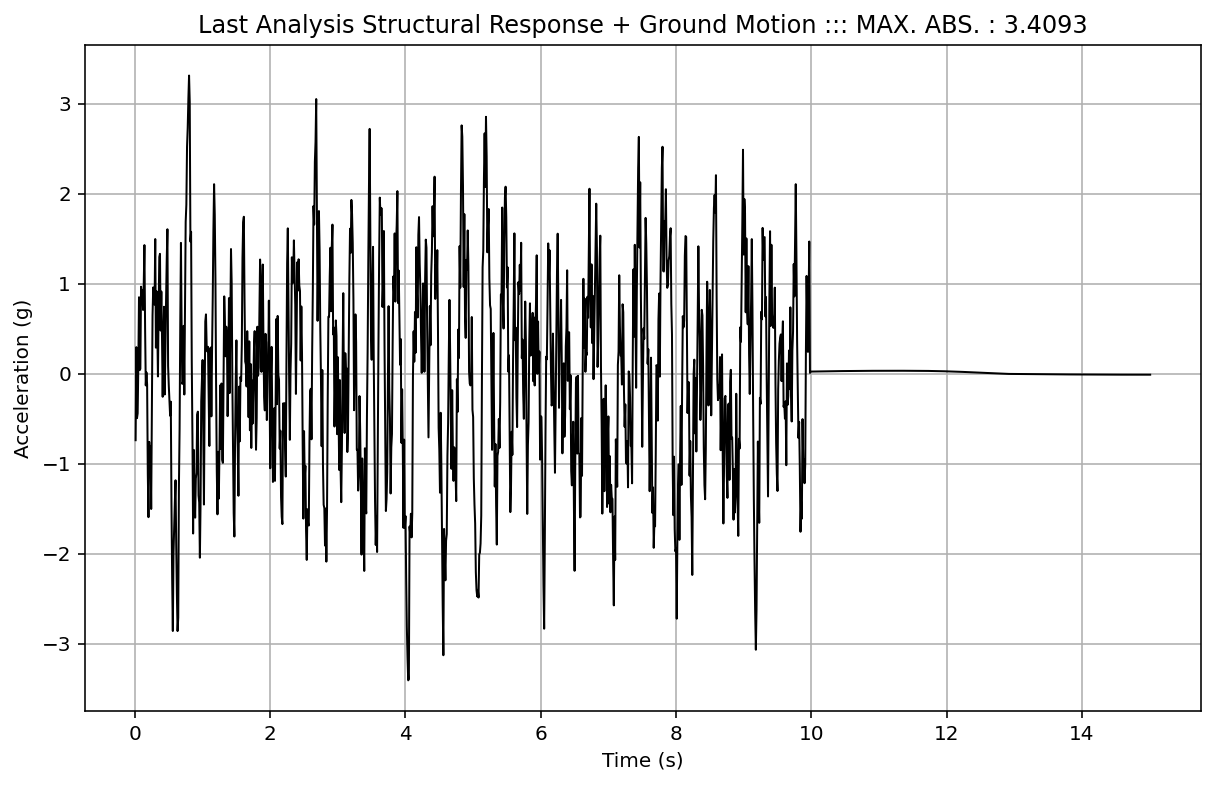 Last Analysis Structural Response + Ground Motion ::: MAX. ABS. : 3.4093
Acceleration (g)
3
2
1
0
−1
−2
−3
0 2 4 6 8 10 12 14
Time (s)